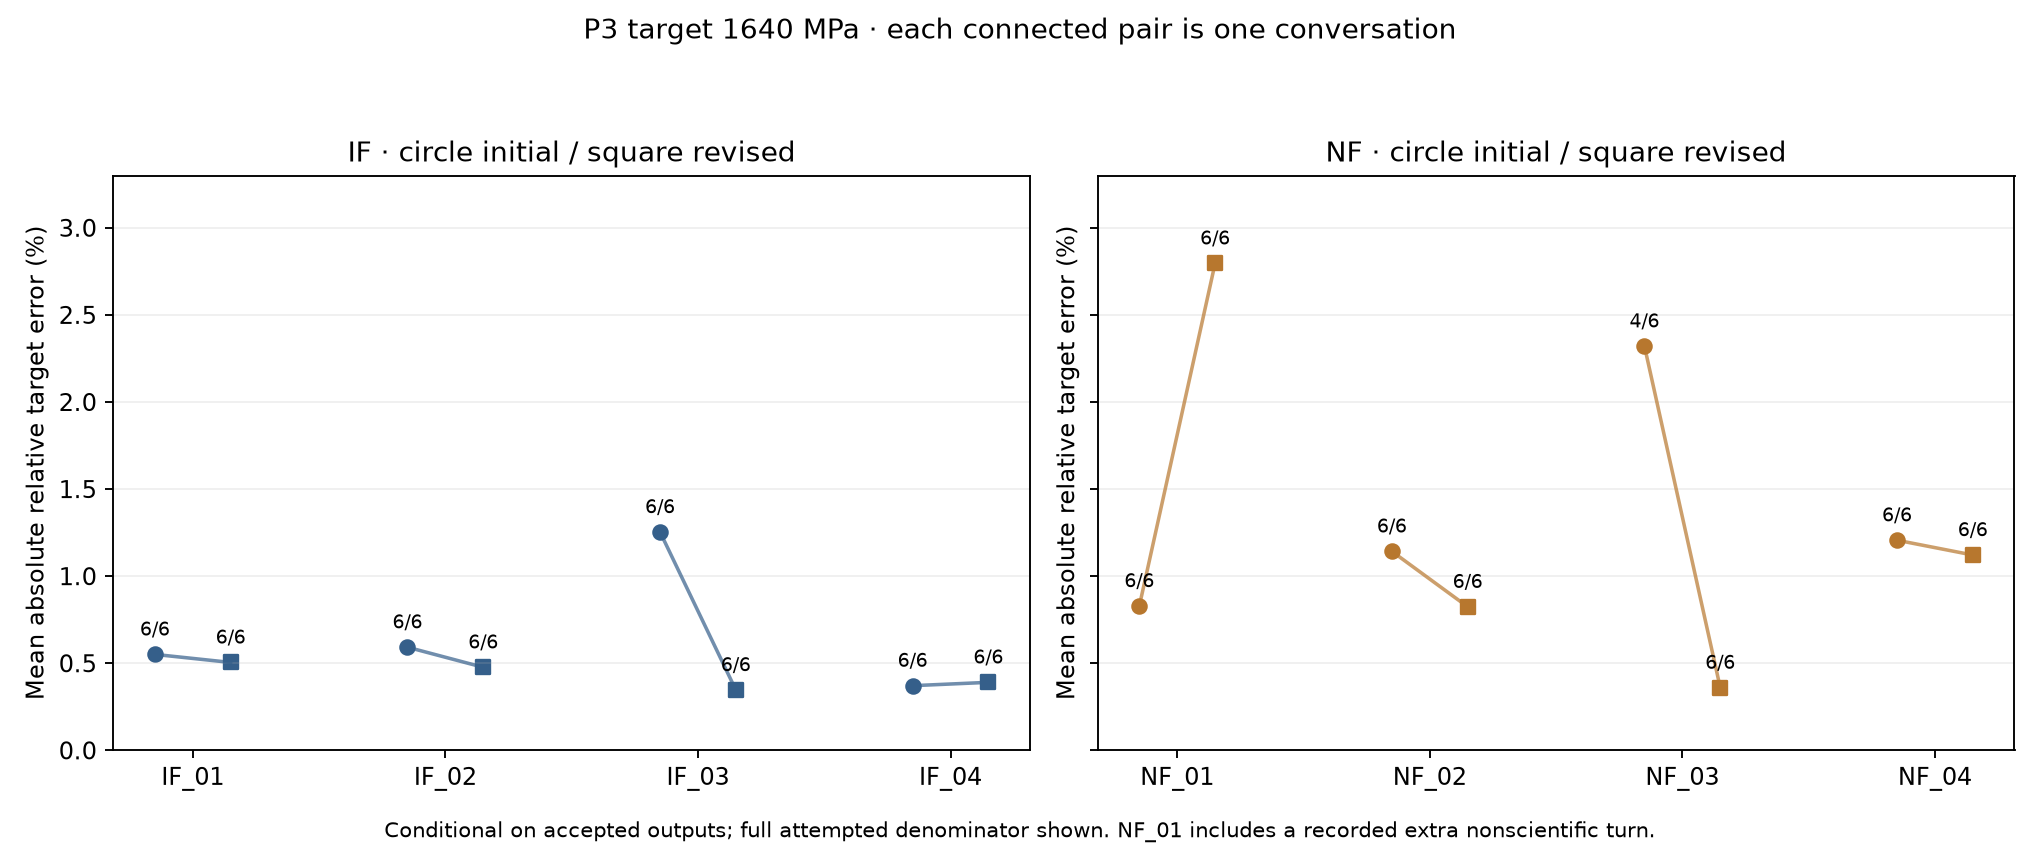 P3 target 1640 MPa · each connected pair is one conversation
IF · circle initial / square revised
Mean absolute relative target error (%)
3.0
2.5
2.0
1.5
1.0
0.5
0.0
6/6
6/6
6/6
6/6
6/6
6/6
6/6
6/6
IF_01
IF_02
IF_03
IF_04
NF · circle initial / square revised
Mean absolute relative target error (%)
6/6
6/6
6/6
6/6
4/6
6/6
6/6
6/6
NF_01
NF_02
NF_03
NF_04
Conditional on accepted outputs; full attempted denominator shown. NF_01 includes a recorded extra nonscientific turn.